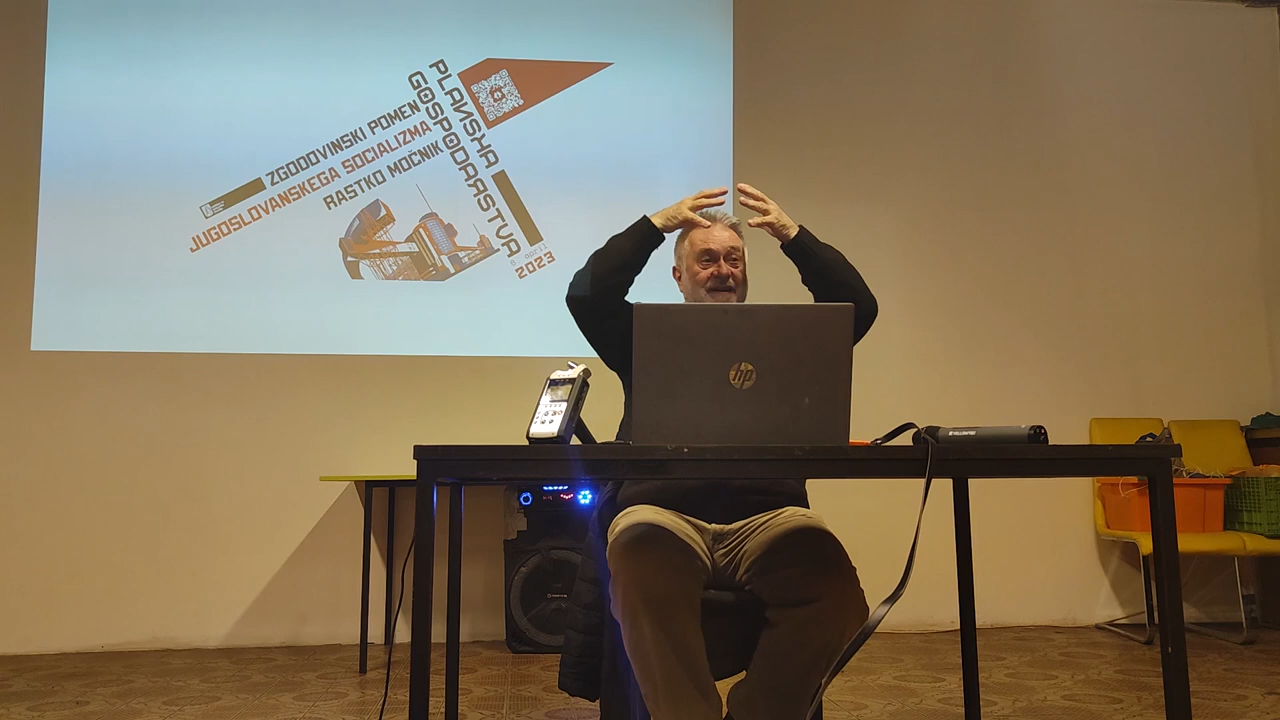 ZGODOVINSKI POMEN
JUGOSLOVANSKEGA SOCIALIZMA
RASTKO MOČNIK
PLANSKA
GOSPODARSTVA
2023
hp